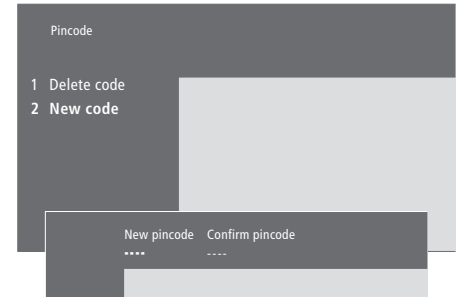 Pincode
1 Delete code
2 New code
New pincode Confirm pincode
---- ----